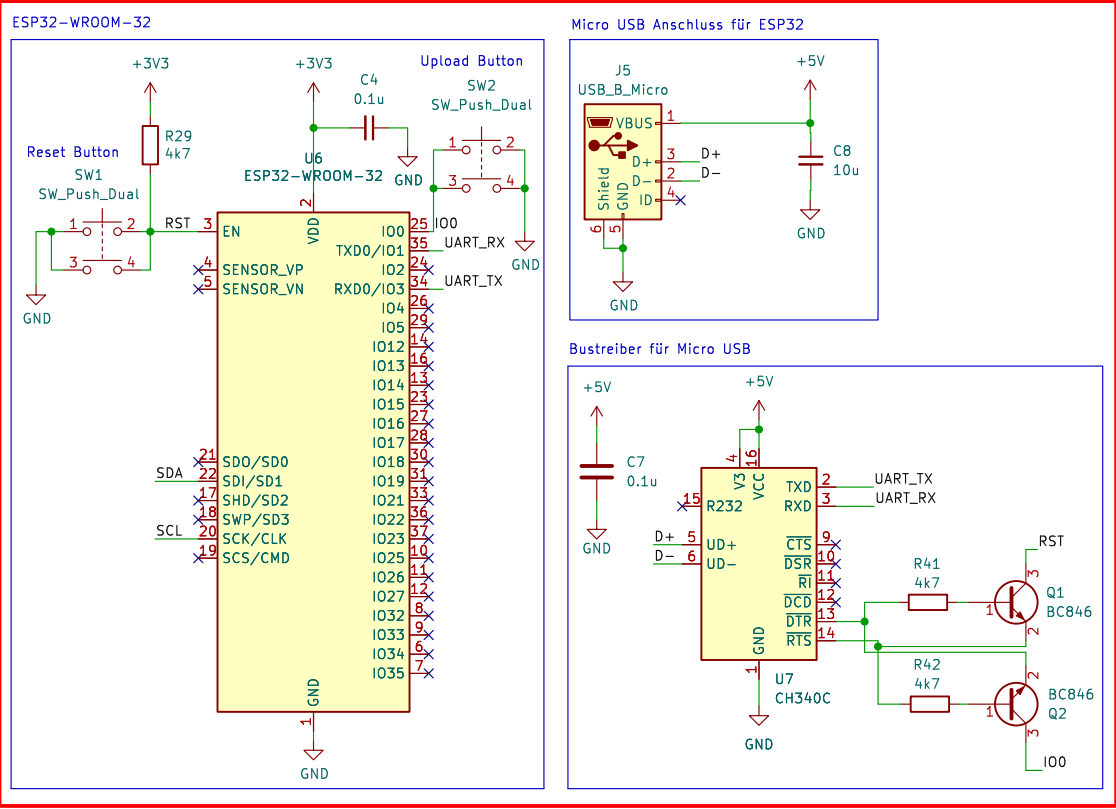 ESP32-WROOM-32
+3V3
R29
4k7
Reset Button
SW1
SW_Push_Dual
1
2
3
4
GND
RST
+3V3
C4
0.1u
GND
U6
ESP32-WROOM-32
Upload Button
SW2
SW_Push_Dual
1
2
3
4
GND
2
VDD
3 EN
4 SENSOR_VP
5 SENSOR_VN
21 SDO/SD0
SDA 22 SDI/SD1
17 SHD/SD2
18 SWP/SD3
SCL 20 SCK/CLK
19 SCS/CMD
IO0 25 IO0
TXD0/IO1 35 UART_RX
IO2 24
RXD0/IO3 34 UART_TX
IO4 26
IO5 29
IO12 14
IO13 16
IO14 13
IO15 23
IO16 27
IO17 28
IO18 30
IO19 31
IO21 33
IO22 36
IO23 37
IO25 10
IO26 11
IO27 12
IO32 8
IO33 9
IO34 6
IO35 7
GND
1
GND
Micro USB Anschluss für ESP32
J5
USB_B_Micro
VBUS 1
D+ 3 D+
D- 2 D-
ID 4
Shield
GND
6
5
GND
+5V
C8
10u
GND
Bustreiber für Micro USB
+5V
C7
0.1u
GND
+5V
4
16
V3
VCC
15 R232
D+ 5 UD+
D- 6 UD-
TXD 2 UART_TX
RXD 3 UART_RX
CTS 9
DSR 10
RI 11
DCD 12
DTR 13
RTS 14
GND
1
U7
CH340C
GND
R41
4k7
R42
4k7
RST
3
1
2
Q1
BC846
2
1
3
BC846
Q2
IO0